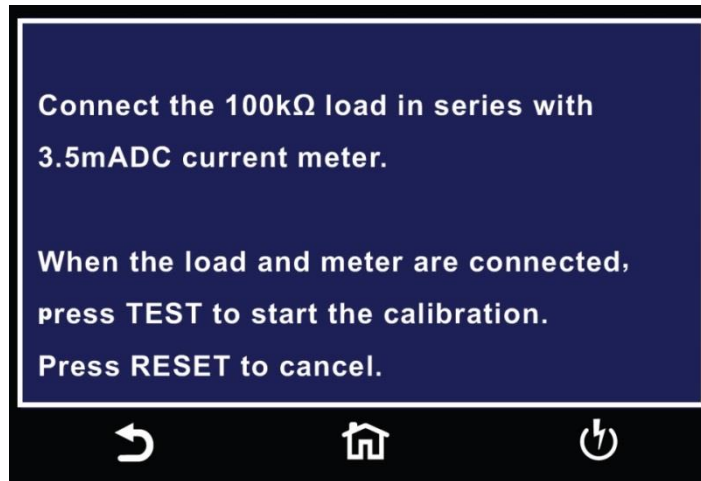 Connect the 100kΩ load in series with
3.5mADC current meter.
When the load and meter are connected,
press TEST to start the calibration.
Press RESET to cancel.